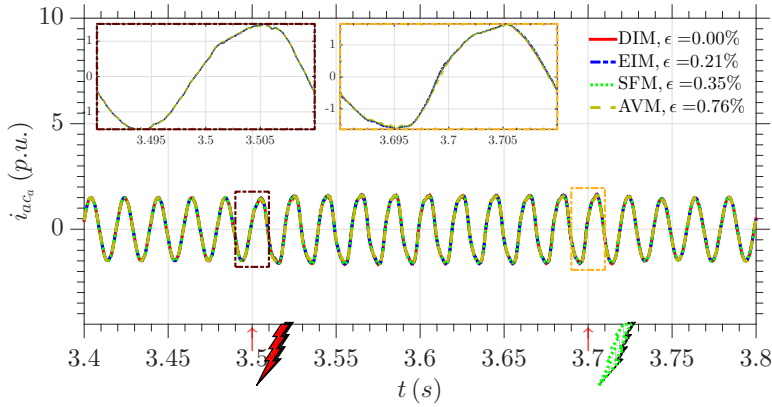 10
5
0
i_{ac_a} (p.u.)
1
0
-1
3.495
3.5
3.505
1
0
-1
3.695
3.7
3.705
DIM, ϵ =0.00%
EIM, ϵ =0.21%
SFM, ϵ =0.35%
AVM, ϵ =0.76%
3.4 3.45 3.5 3.55 3.6 3.65 3.7 3.75 3.8
t (s)